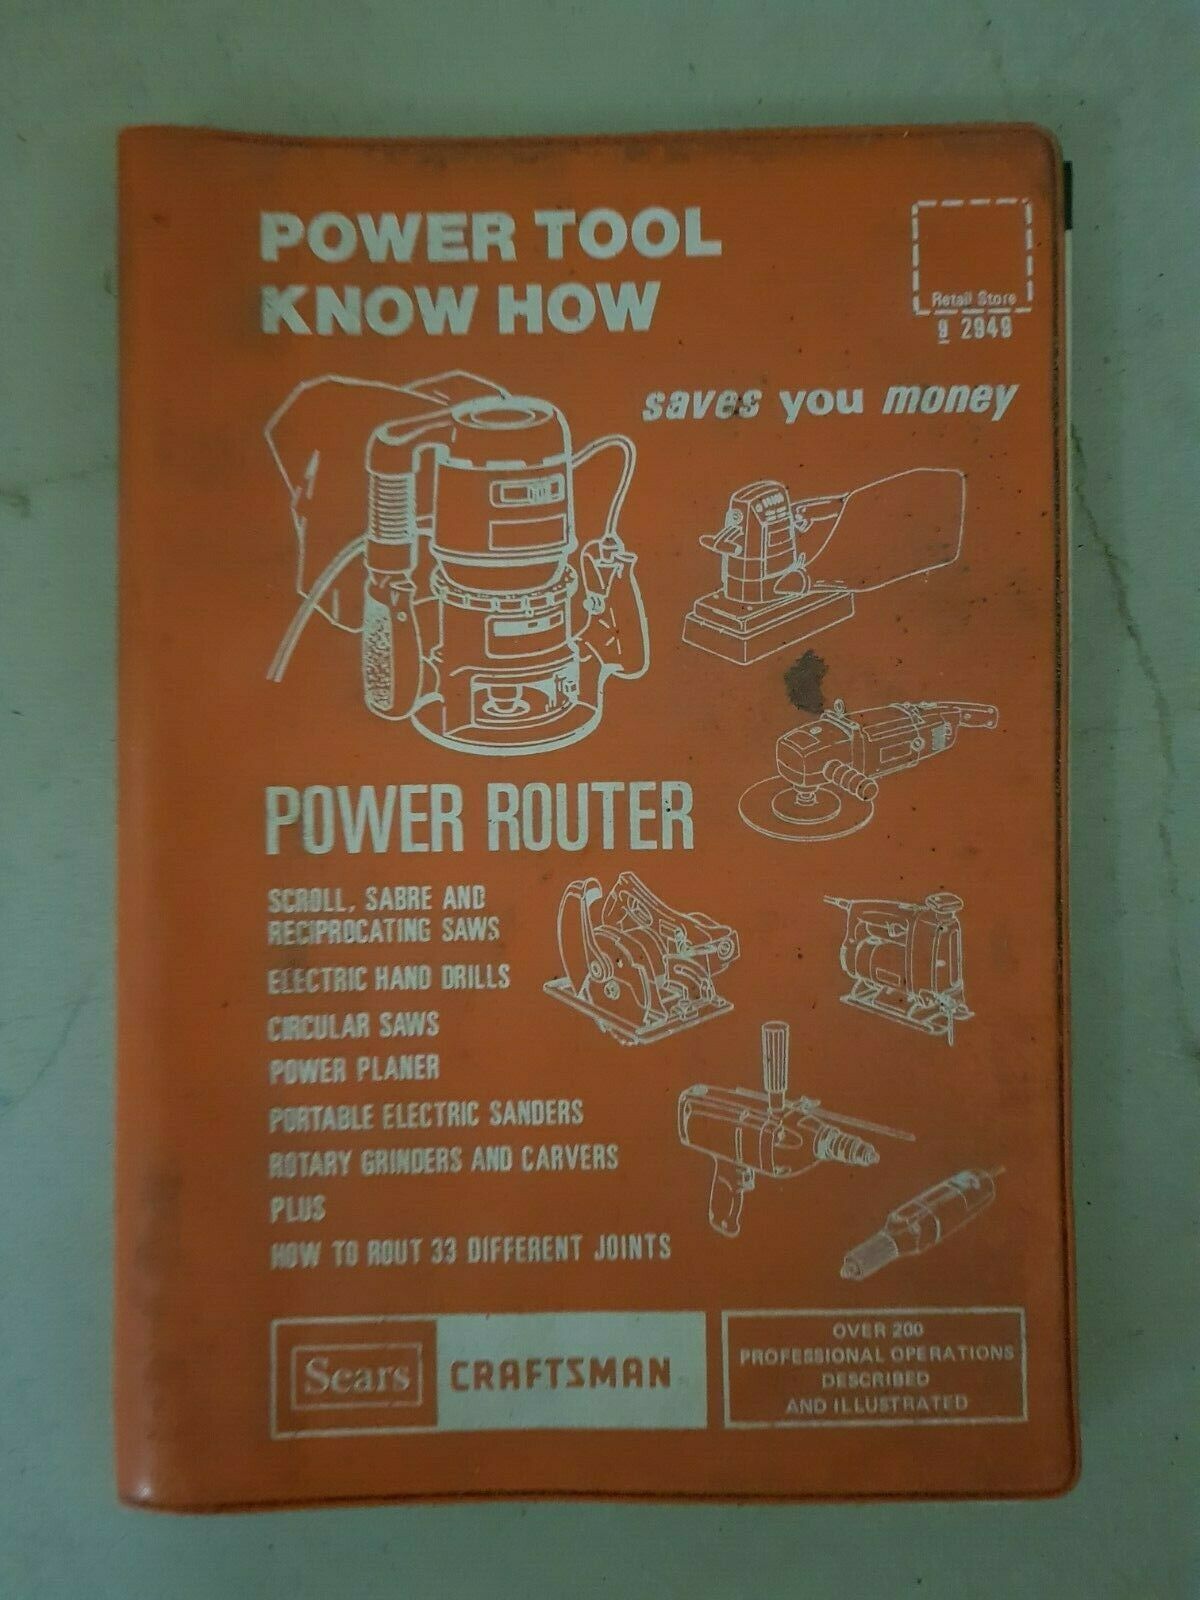 POWER TOOL
KNOW HOW
Retail Store
9 2949
saves you money
POWER ROUTER
SCROLL, SABRE AND
RECIPROCATING SAWS
ELECTRIC HAND DRILLS
CIRCULAR SAWS
POWER PLANER
PORTABLE ELECTRIC SANDERS
ROTARY GRINDERS AND CARVERS
PLUS
HOW TO ROUT 33 DIFFERENT JOINTS
Sears
CRAFTSMAN
OVER 200
PROFESSIONAL OPERATIONS
DESCRIBED
AND ILLUSTRATED